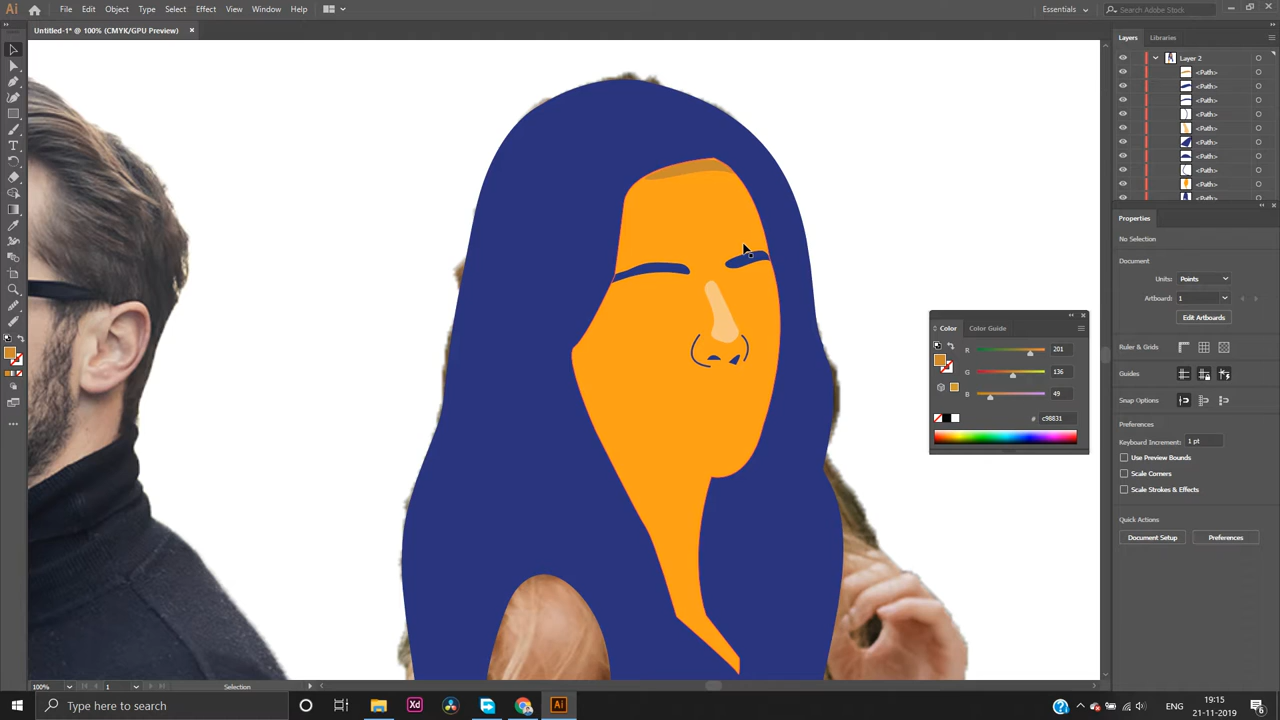 Ai File Edit Object Type Select Effect View Window Help
Essentials
Search Adobe Stock
Untitled-1* @ 100% (CMYK/GPU Preview)
Layers Libraries
Layer 2
<Path>
<Path>
<Path>
<Path>
<Path>
<Path>
<Path>
<Path>
<Path>
<Path>
Properties
No Selection
Document
Units: Points
Artboard: 1
Edit Artboards
Ruler & Grids
Guides
Snap Options
Preferences
Keyboard Increment: 1 pt
Use Preview Bounds
Scale Corners
Scale Strokes & Effects
Quick Actions
Document Setup Preferences
Color Color Guide
R 201
G 136
B 49
# c98831
100% 1 Selection
Type here to search
Xd
Ai
ENG
19:15
21-11-2019
6